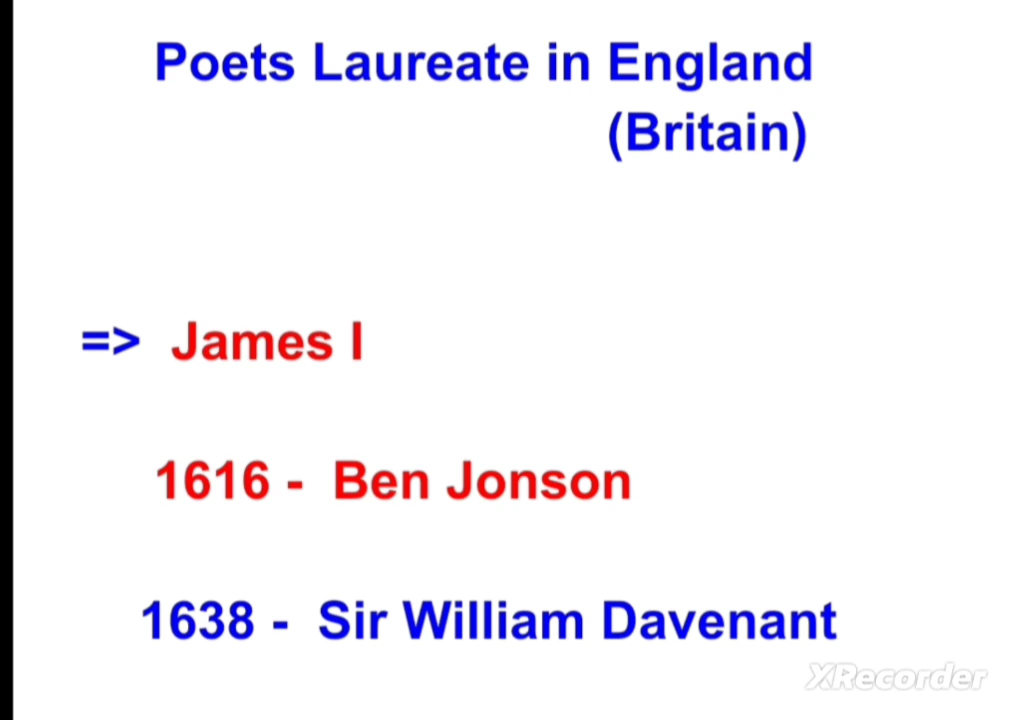 Poets Laureate in England
(Britain)
=> James I
1616 - Ben Jonson
1638 - Sir William Davenant
XRecorder